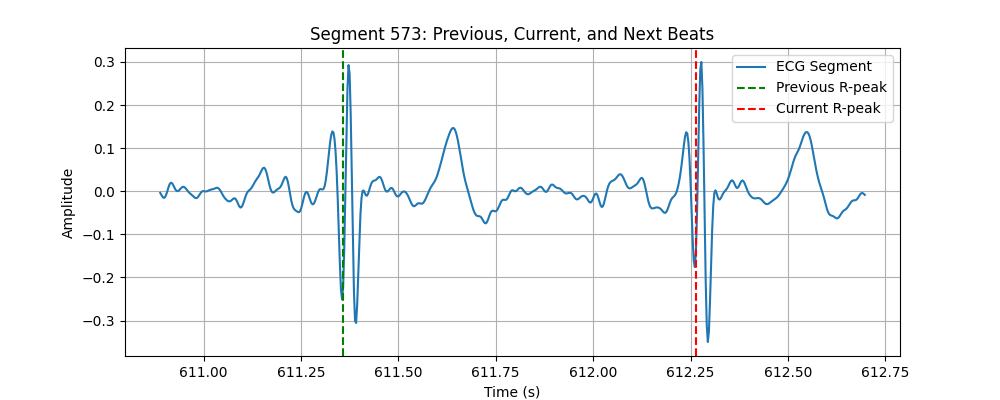 Segment 573: Previous, Current, and Next Beats
ECG Segment
Previous R-peak
Current R-peak
0.3
0.2
0.1
0.0
−0.1
−0.2
−0.3
Amplitude
611.00 611.25 611.50 611.75 612.00 612.25 612.50 612.75
Time (s)